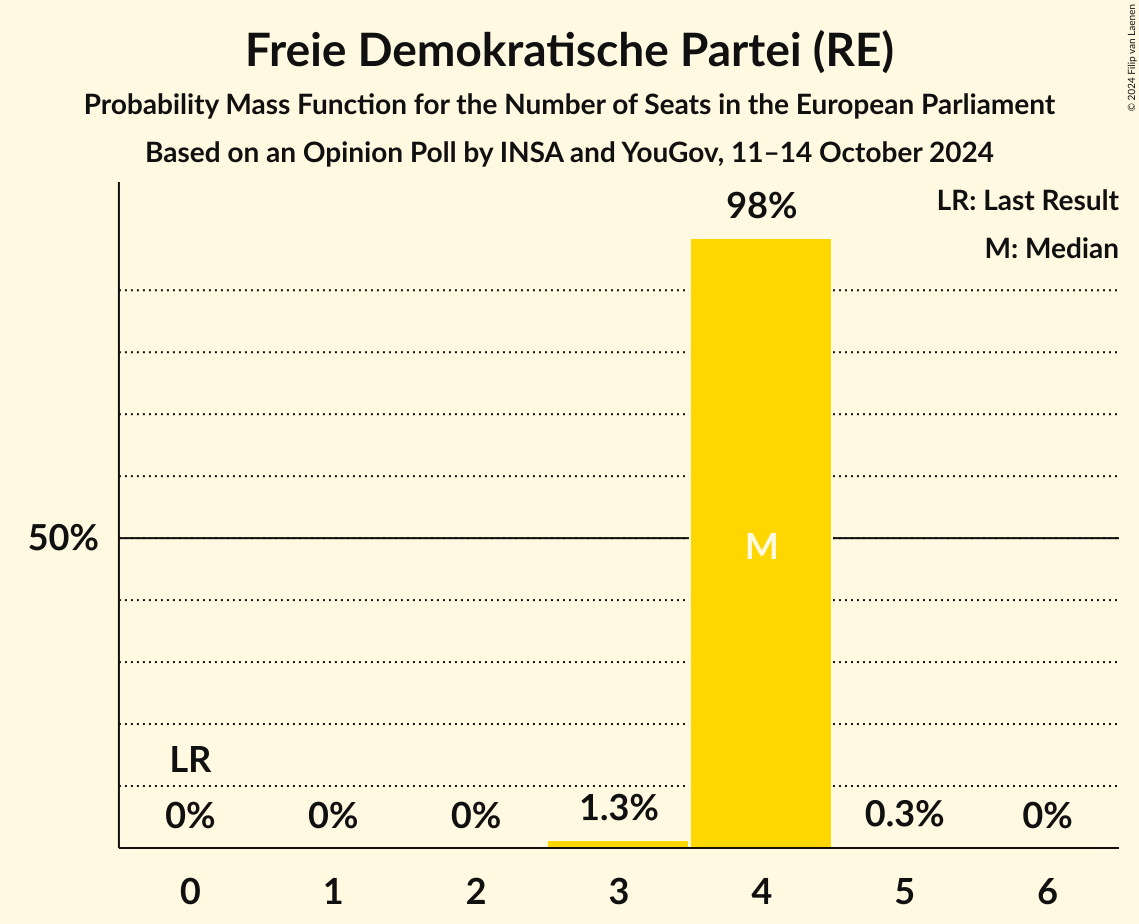 Freie Demokratische Partei (RE)
Probability Mass Function for the Number of Seats in the European Parliament
Based on an Opinion Poll by INSA and YouGov, 11–14 October 2024
© 2024 Filip van Laenen
LR: Last Result
M: Median
98%
50%
M
LR
0%
0%
0%
1.3%
0.3%
0%
0
1
2
3
4
5
6